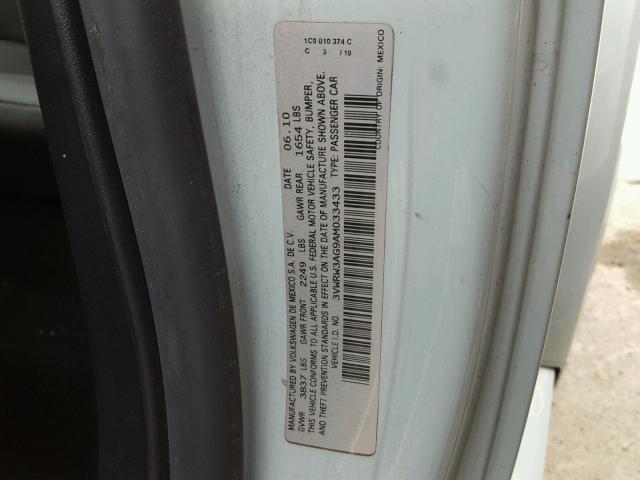 MANUFACTURED BY VOLKSWAGEN DE MEXICO S.A. DE C.V. DATE 06.10
GVWR 3837 LBS GAWR FRONT 2249 LBS GAWR REAR 1654 LBS
THIS VEHICLE CONFORMS TO ALL APPLICABLE U.S. FEDERAL MOTOR VEHICLE SAFETY, BUMPER,
AND THEFT PREVENTION STANDARDS IN EFFECT ON THE DATE OF MANUFACTURE SHOWN ABOVE.
VEHICLE I.D. NO. 3VWRW3AG9AM033433 TYPE: PASSENGER CAR
COUNTRY OF ORIGIN: MEXICO
1C0 010 374 C
C 3 /10